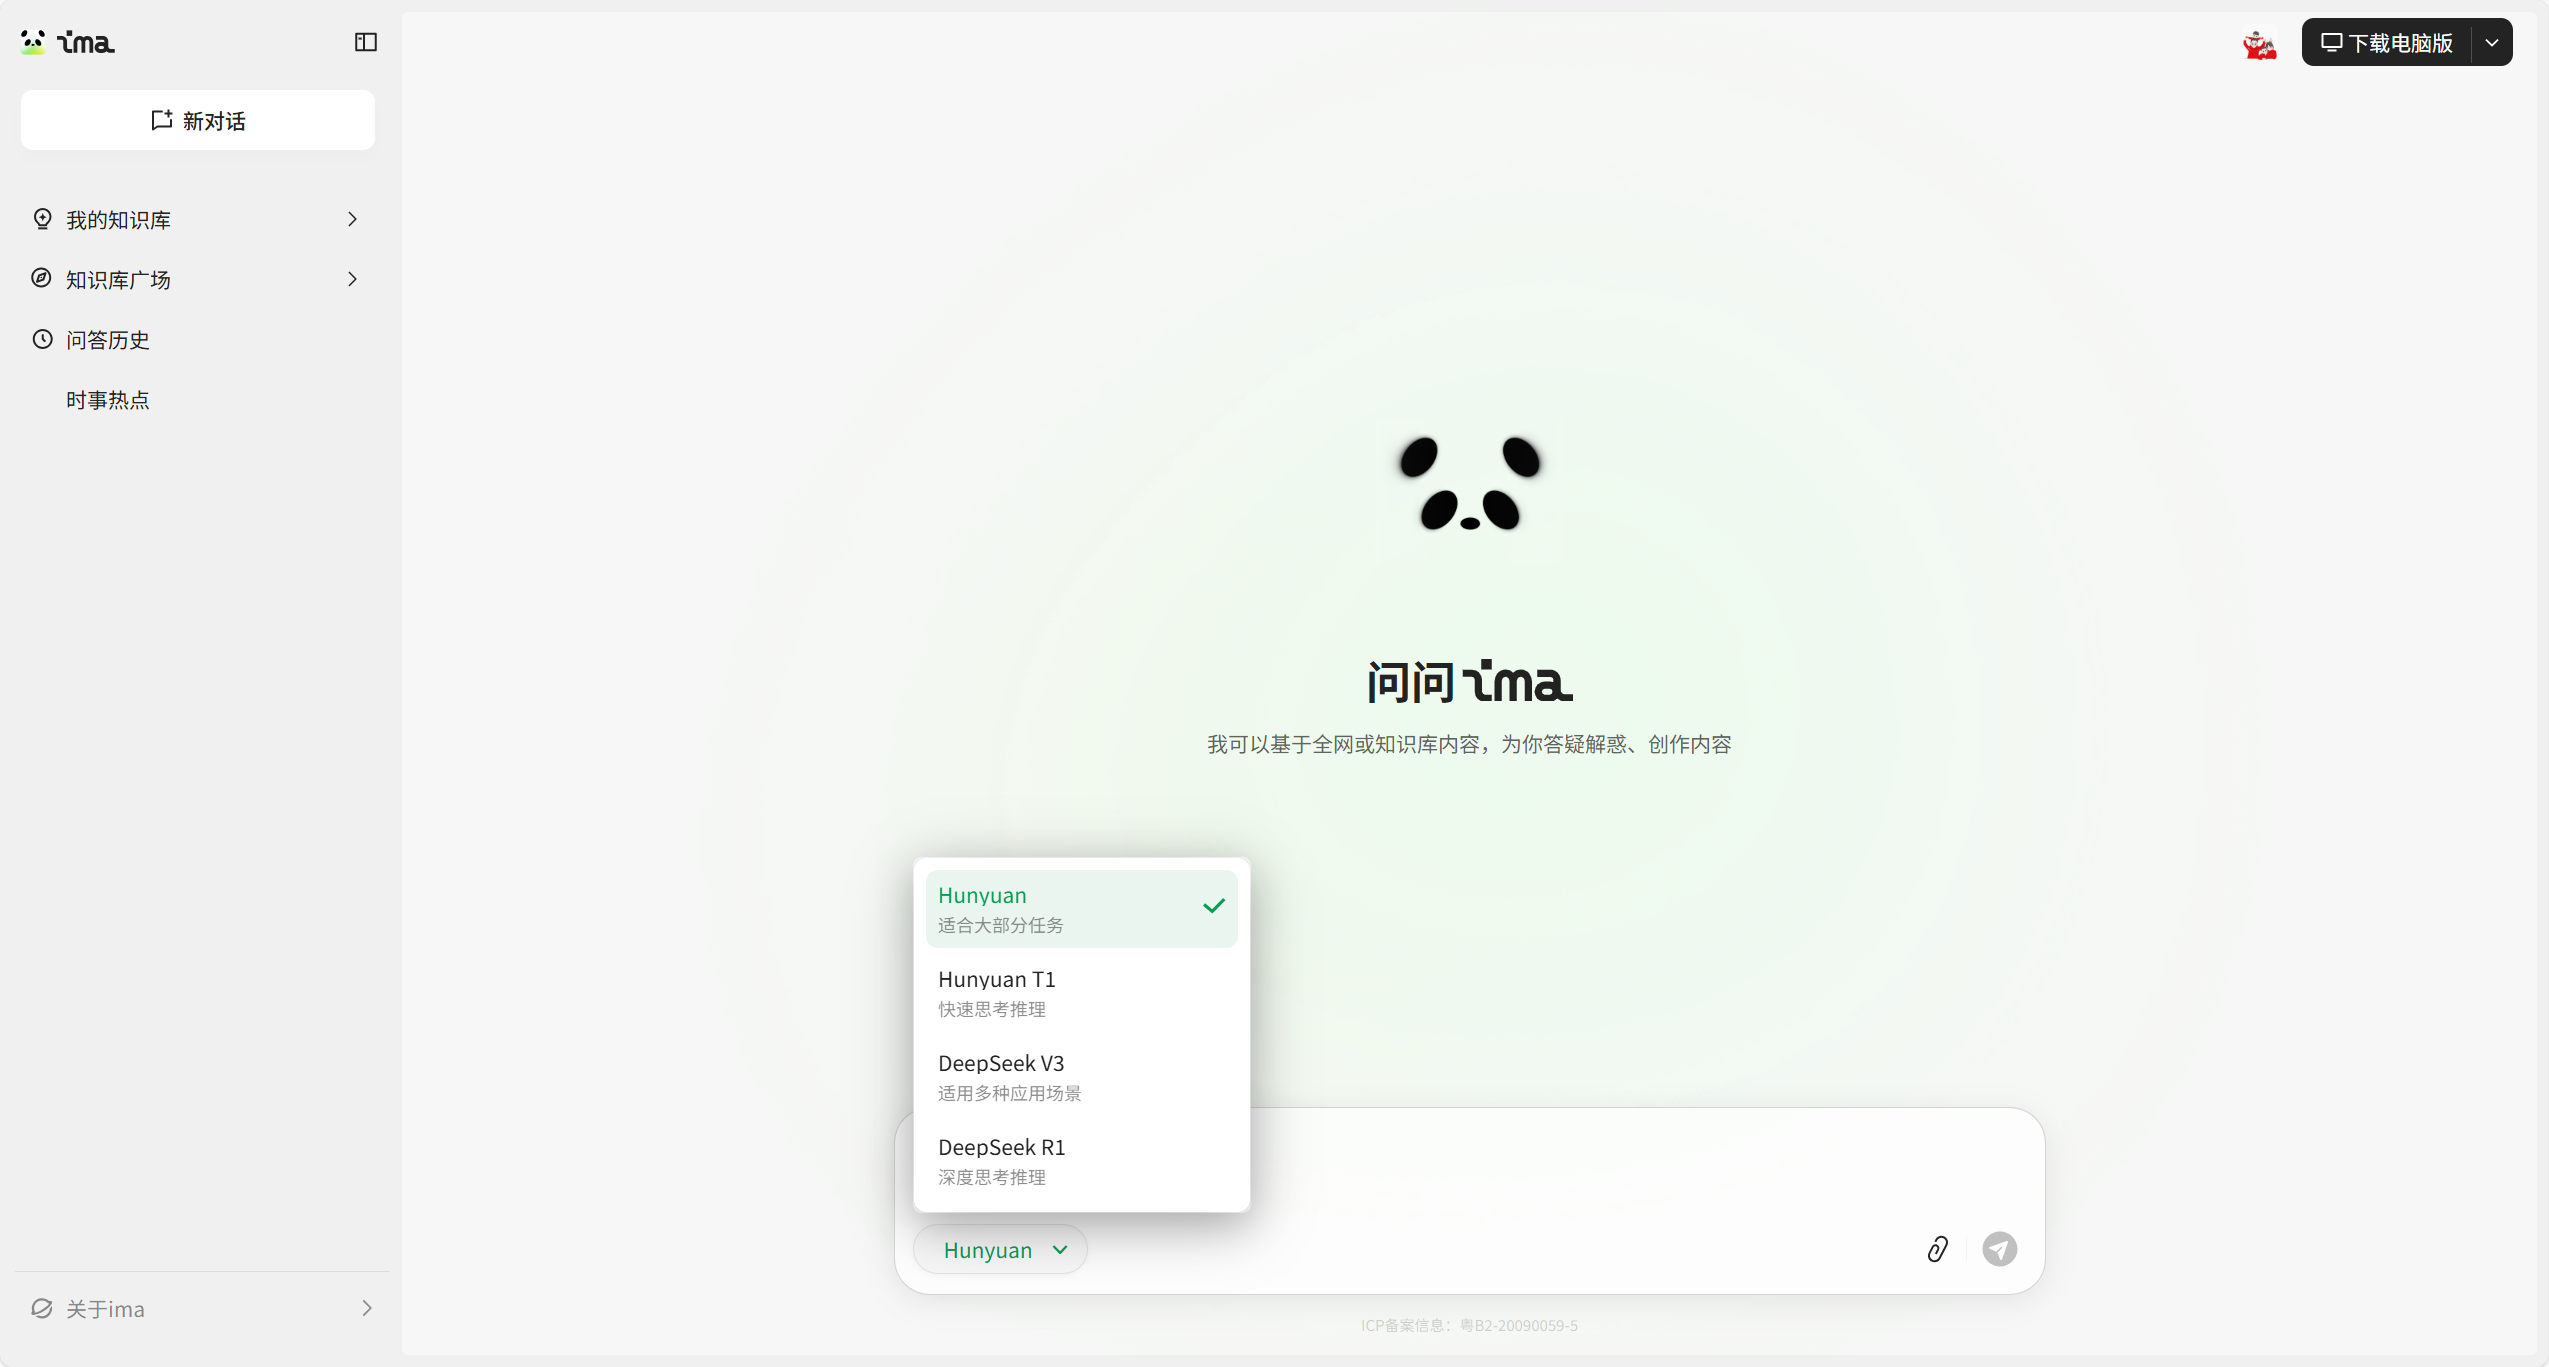 ima
新对话
我的知识库
知识库广场
问答历史
时事热点
关于ima
下载电脑版
问问 ima
我可以基于全网或知识库内容，为你答疑解惑、创作内容
Hunyuan
适合大部分任务
Hunyuan T1
快速思考推理
DeepSeek V3
适用多种应用场景
DeepSeek R1
深度思考推理
Hunyuan
ICP备案信息：粤B2-20090059-5